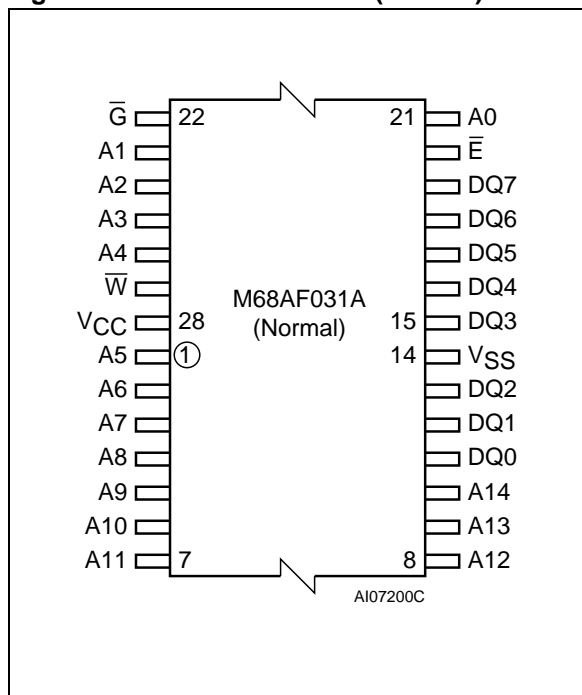 G̅ 22 21 A0
A1 E̅
A2 DQ7
A3 DQ6
A4 DQ5
W̅ DQ4
M68AF031A
VCC 28 (Normal) 15 DQ3
A5 1 14 VSS
A6 DQ2
A7 DQ1
A8 DQ0
A9 A14
A10 A13
A11 7 8 A12
AI07200C